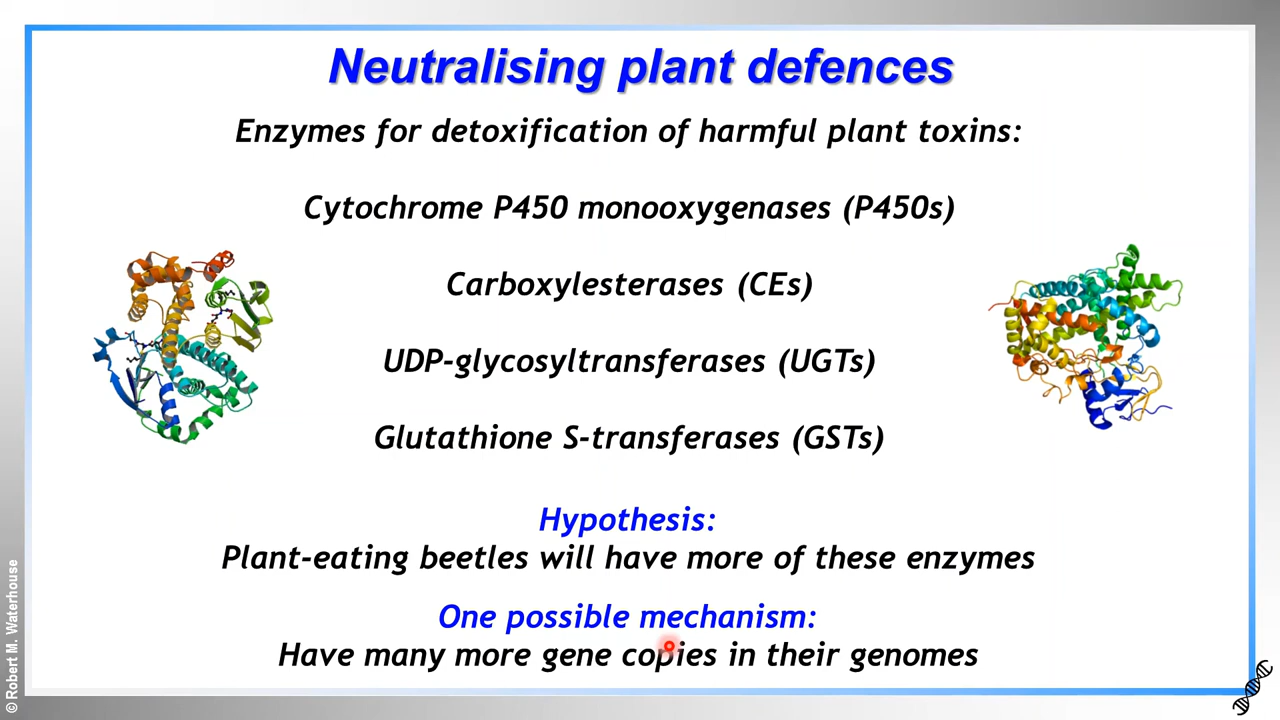 Neutralising plant defences
Enzymes for detoxification of harmful plant toxins:
Cytochrome P450 monooxygenases (P450s)
Carboxylesterases (CEs)
UDP-glycosyltransferases (UGTs)
Glutathione S-transferases (GSTs)
Hypothesis:
Plant-eating beetles will have more of these enzymes
One possible mechanism:
Have many more gene copies in their genomes
© Robert M. Waterhouse